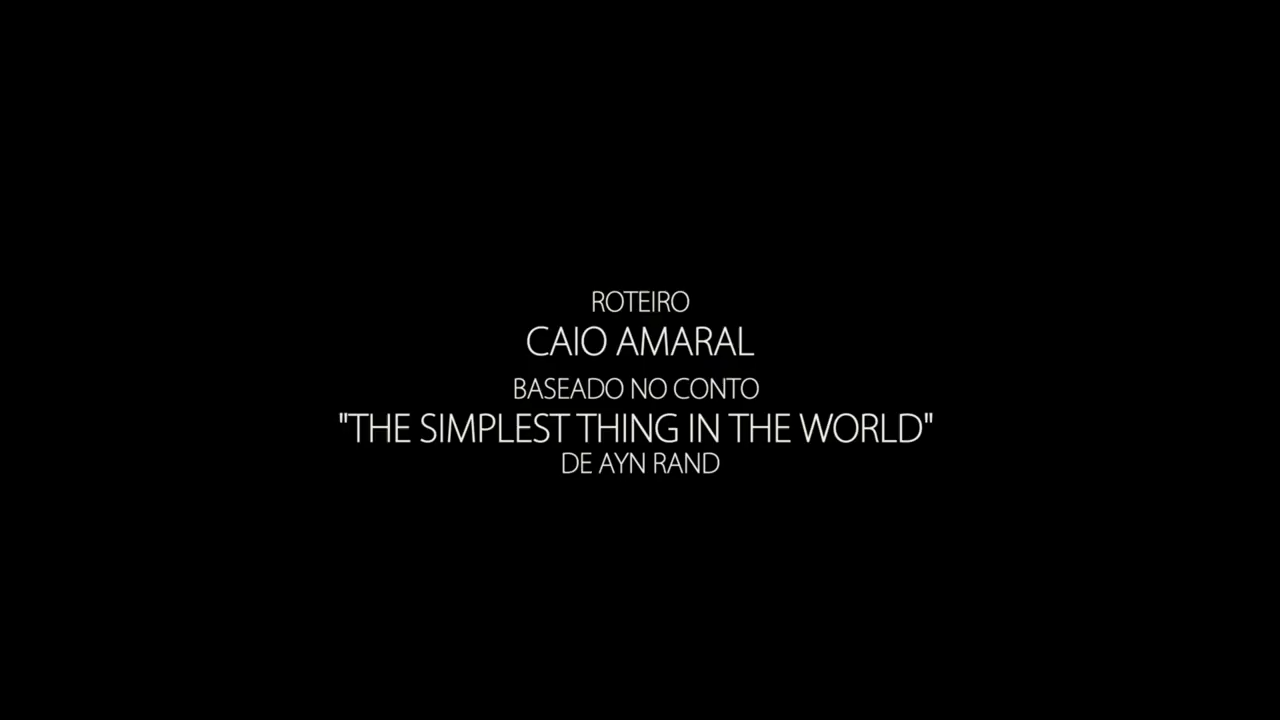 ROTEIRO
CAIO AMARAL
BASEADO NO CONTO
"THE SIMPLEST THING IN THE WORLD"
DE AYN RAND